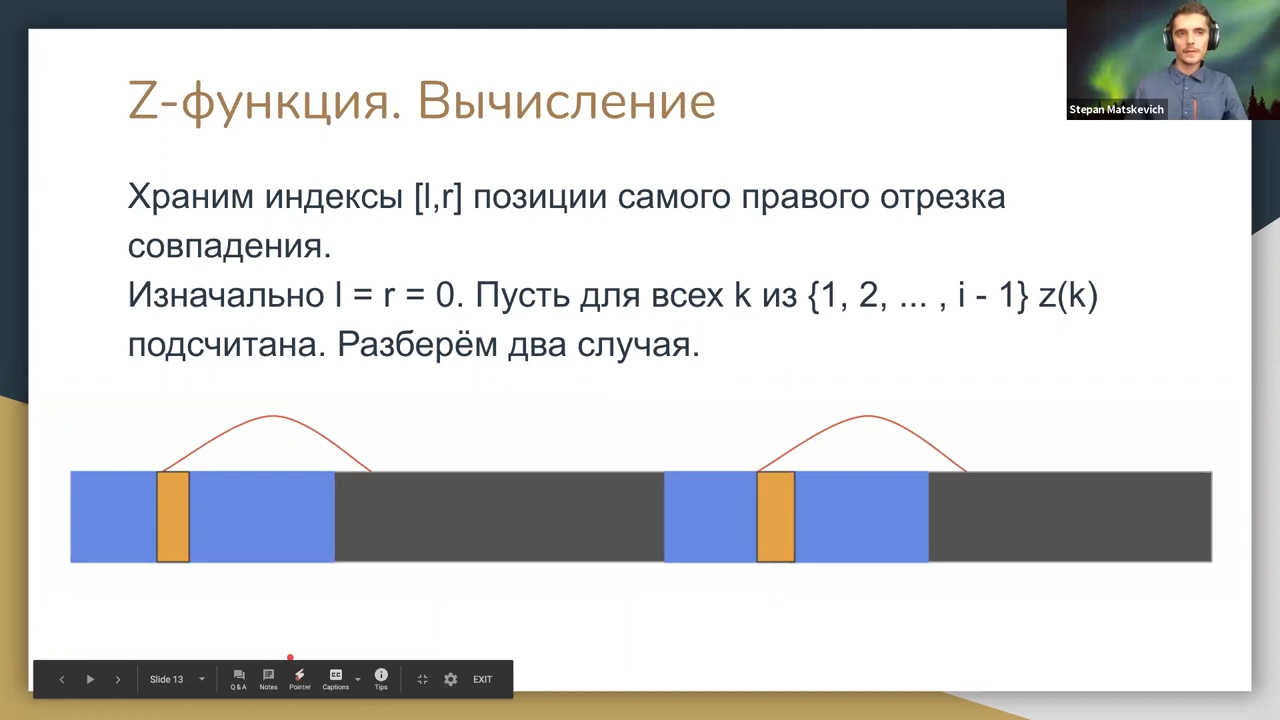 Z-функция. Вычисление
Stepan Matskevich
Храним индексы [l,r] позиции самого правого отрезка
совпадения.
Изначально l = r = 0. Пусть для всех k из {1, 2, ... , i - 1} z(k)
подсчитана. Разберём два случая.
Slide 13
Q & A
Notes
Pointer
CC
Captions
Tips
EXIT